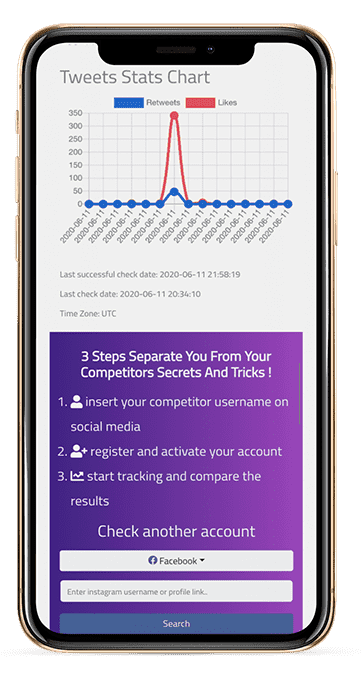 Tweets Stats Chart
Retweets Likes
350
300
250
200
150
100
50
0
2020-06-11 2020-06-11 2020-06-11 2020-06-11 2020-06-11 2020-06-11 2020-06-11 2020-06-11 2020-06-11 2020-06-11 2020-06-11 2020-06-11 2020-06-11 2020-06-11 2020-06-11
Last successful check date: 2020-06-11 21:58:19
Last check date: 2020-06-11 20:34:10
Time Zone: UTC
3 Steps Separate You From Your
Competitors Secrets And Tricks !
1. insert your competitor username on
social media
2. register and activate your account
3. start tracking and compare the
results
Check another account
Facebook
Enter instagram username or profile link..
Search